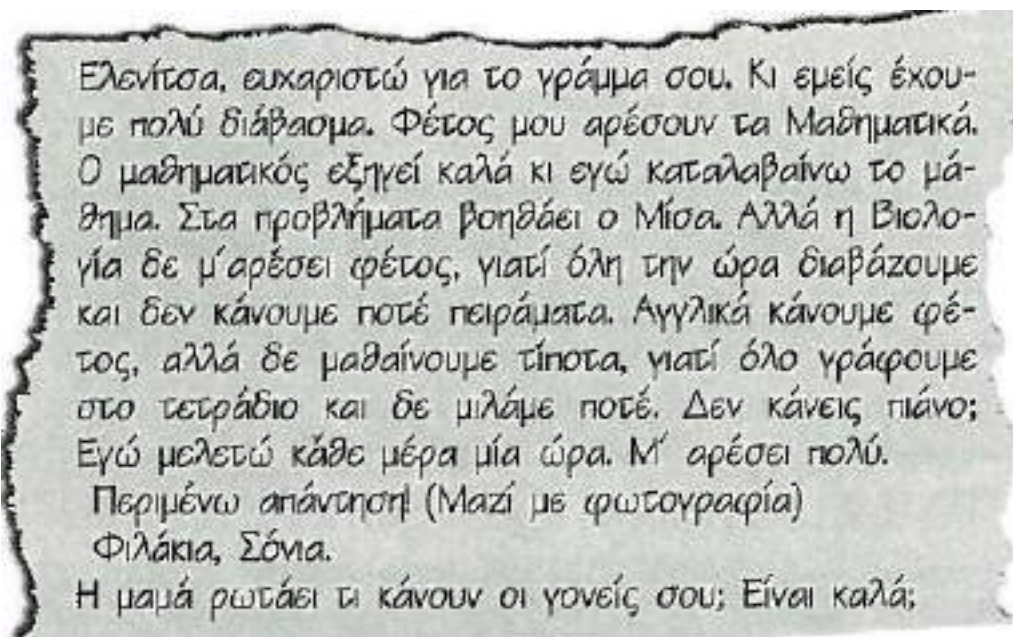 Ελενίτσα, ευχαριστώ για το γράμμα σου. Κι εμείς έχου-
με πολύ διάβασμα. Φέτος μου αρέσουν τα Μαθηματικά.
Ο μαθηματικός εξηγεί καλά κι εγώ καταλαβαίνω το μά-
θημα. Στα προβλήματα βοηθάει ο Μίσα. Αλλά η Βιολο-
γία δε μ΄αρέσει φέτος, γιατί όλη την ώρα διαβάζουμε
και δεν κάνουμε ποτέ πειράματα. Αγγλικά κάνουμε φέ-
τος, αλλά δε μαθαίνουμε τίποτα, γιατί όλο γράφουμε
στο τετράδιο και δε μιλάμε ποτέ. Δεν κάνεις πιάνο;
Εγώ μελετώ κάθε μέρα μία ώρα. Μ΄ αρέσει πολύ.
Περιμένω απάντηση! (Μαζί με φωτογραφία)
Φιλάκια, Σόνια.
Η μαμά ρωτάει τι κάνουν οι γονείς σου; Είναι καλά;